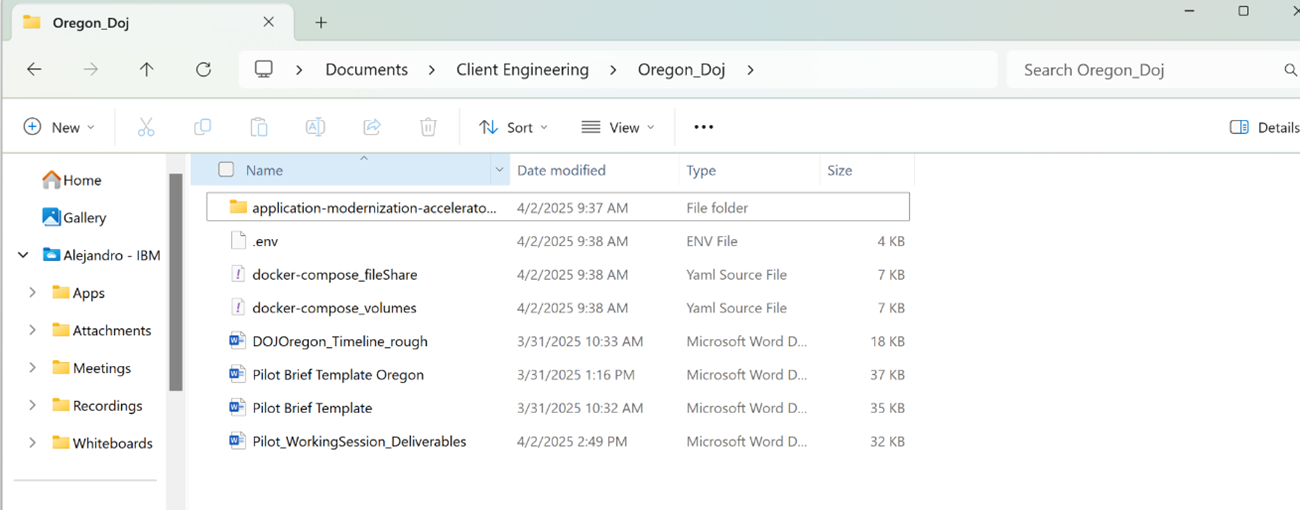 Oregon_Doj
Documents > Client Engineering > Oregon_Doj >
Search Oregon_Doj
New
Sort
View
Details
Home
Gallery
Alejandro - IBM
Apps
Attachments
Meetings
Recordings
Whiteboards
Name Date modified Type Size
application-modernization-accelerato... 4/2/2025 9:37 AM File folder
.env 4/2/2025 9:38 AM ENV File 4 KB
docker-compose_fileShare 4/2/2025 9:38 AM Yaml Source File 7 KB
docker-compose_volumes 4/2/2025 9:38 AM Yaml Source File 7 KB
DOJOregon_Timeline_rough 3/31/2025 10:33 AM Microsoft Word D... 18 KB
Pilot Brief Template Oregon 3/31/2025 1:16 PM Microsoft Word D... 37 KB
Pilot Brief Template 3/31/2025 10:32 AM Microsoft Word D... 35 KB
Pilot_WorkingSession_Deliverables 4/2/2025 2:49 PM Microsoft Word D... 32 KB